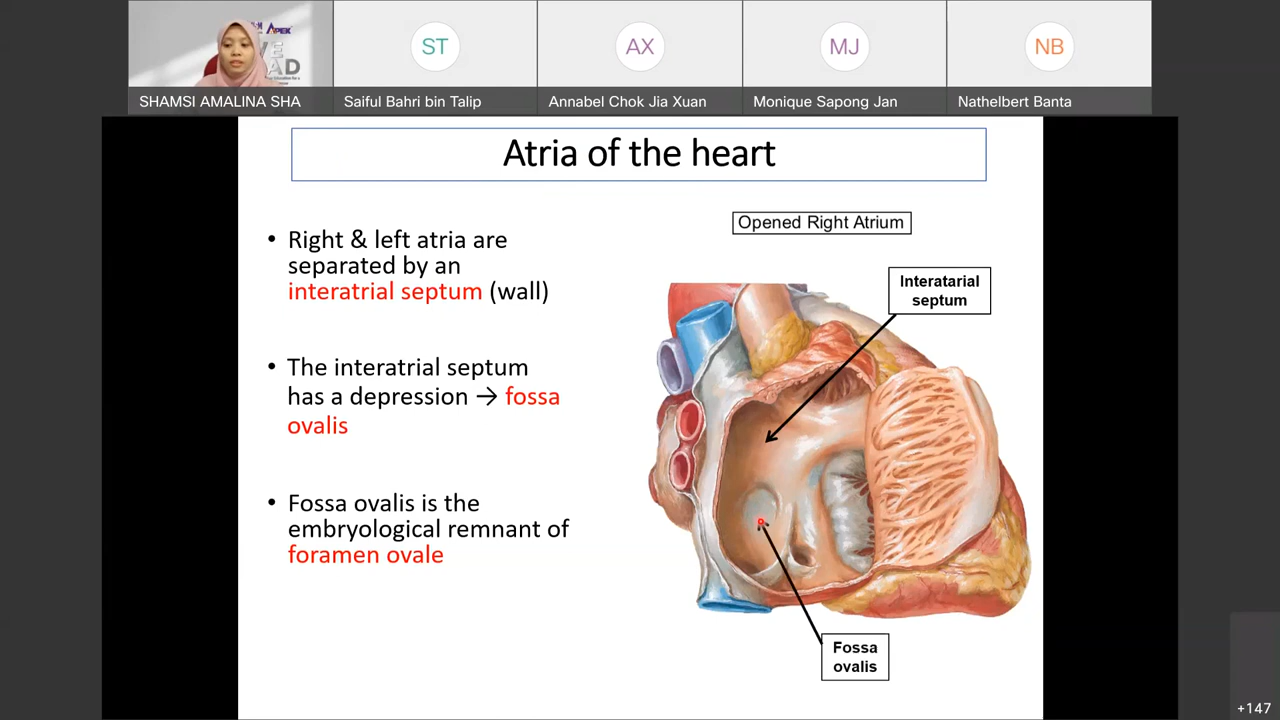 APEK
AD
ST
AX
MJ
NB
SHAMSI AMALINA SHA
Saiful Bahri bin Talip
Annabel Chok Jia Xuan
Monique Sapong Jan
Nathelbert Banta
Atria of the heart
• Right & left atria are
separated by an
interatrial septum (wall)
• The interatrial septum
has a depression → fossa
ovalis
• Fossa ovalis is the
embryological remnant of
foramen ovale
Opened Right Atrium
Interatarial
septum
Fossa
ovalis
+147